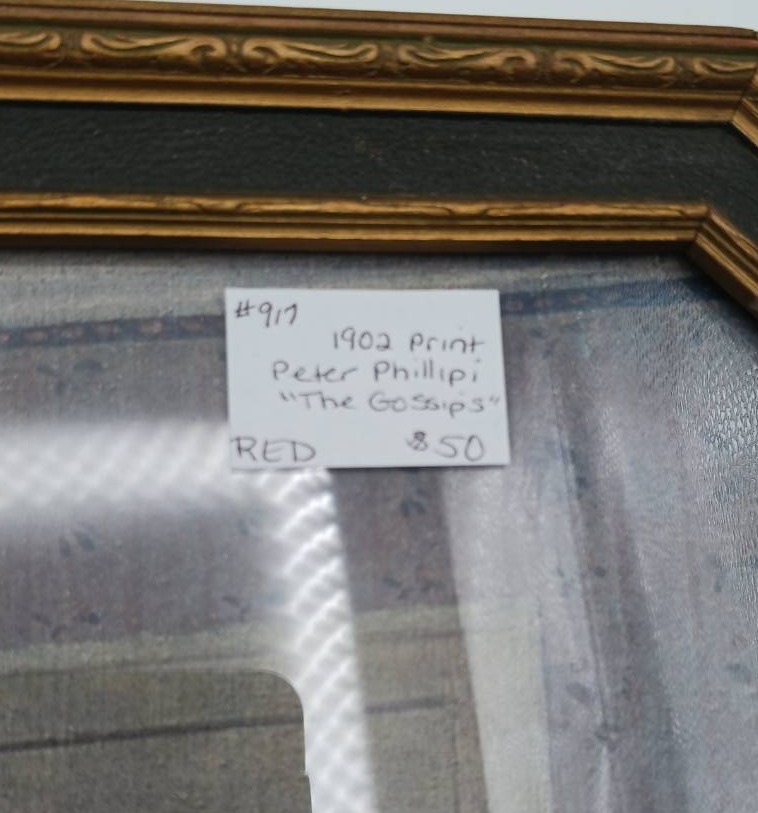 #917
1902 Print
Peter Phillipi
"The Gossips"
RED $50